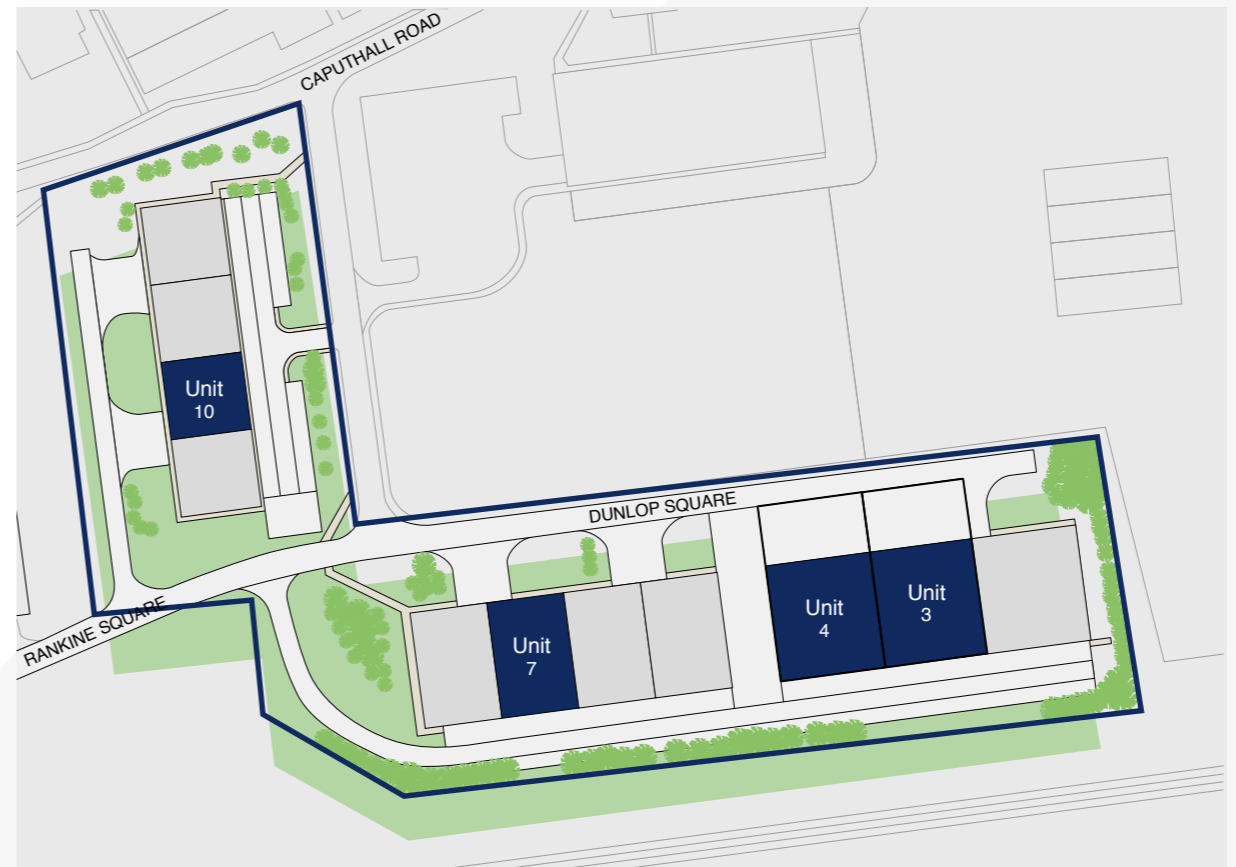 CAPUTHALL ROAD
Unit
10
DUNLOP SQUARE
Unit
3
Unit
4
RANKINE SQUARE
Unit
7